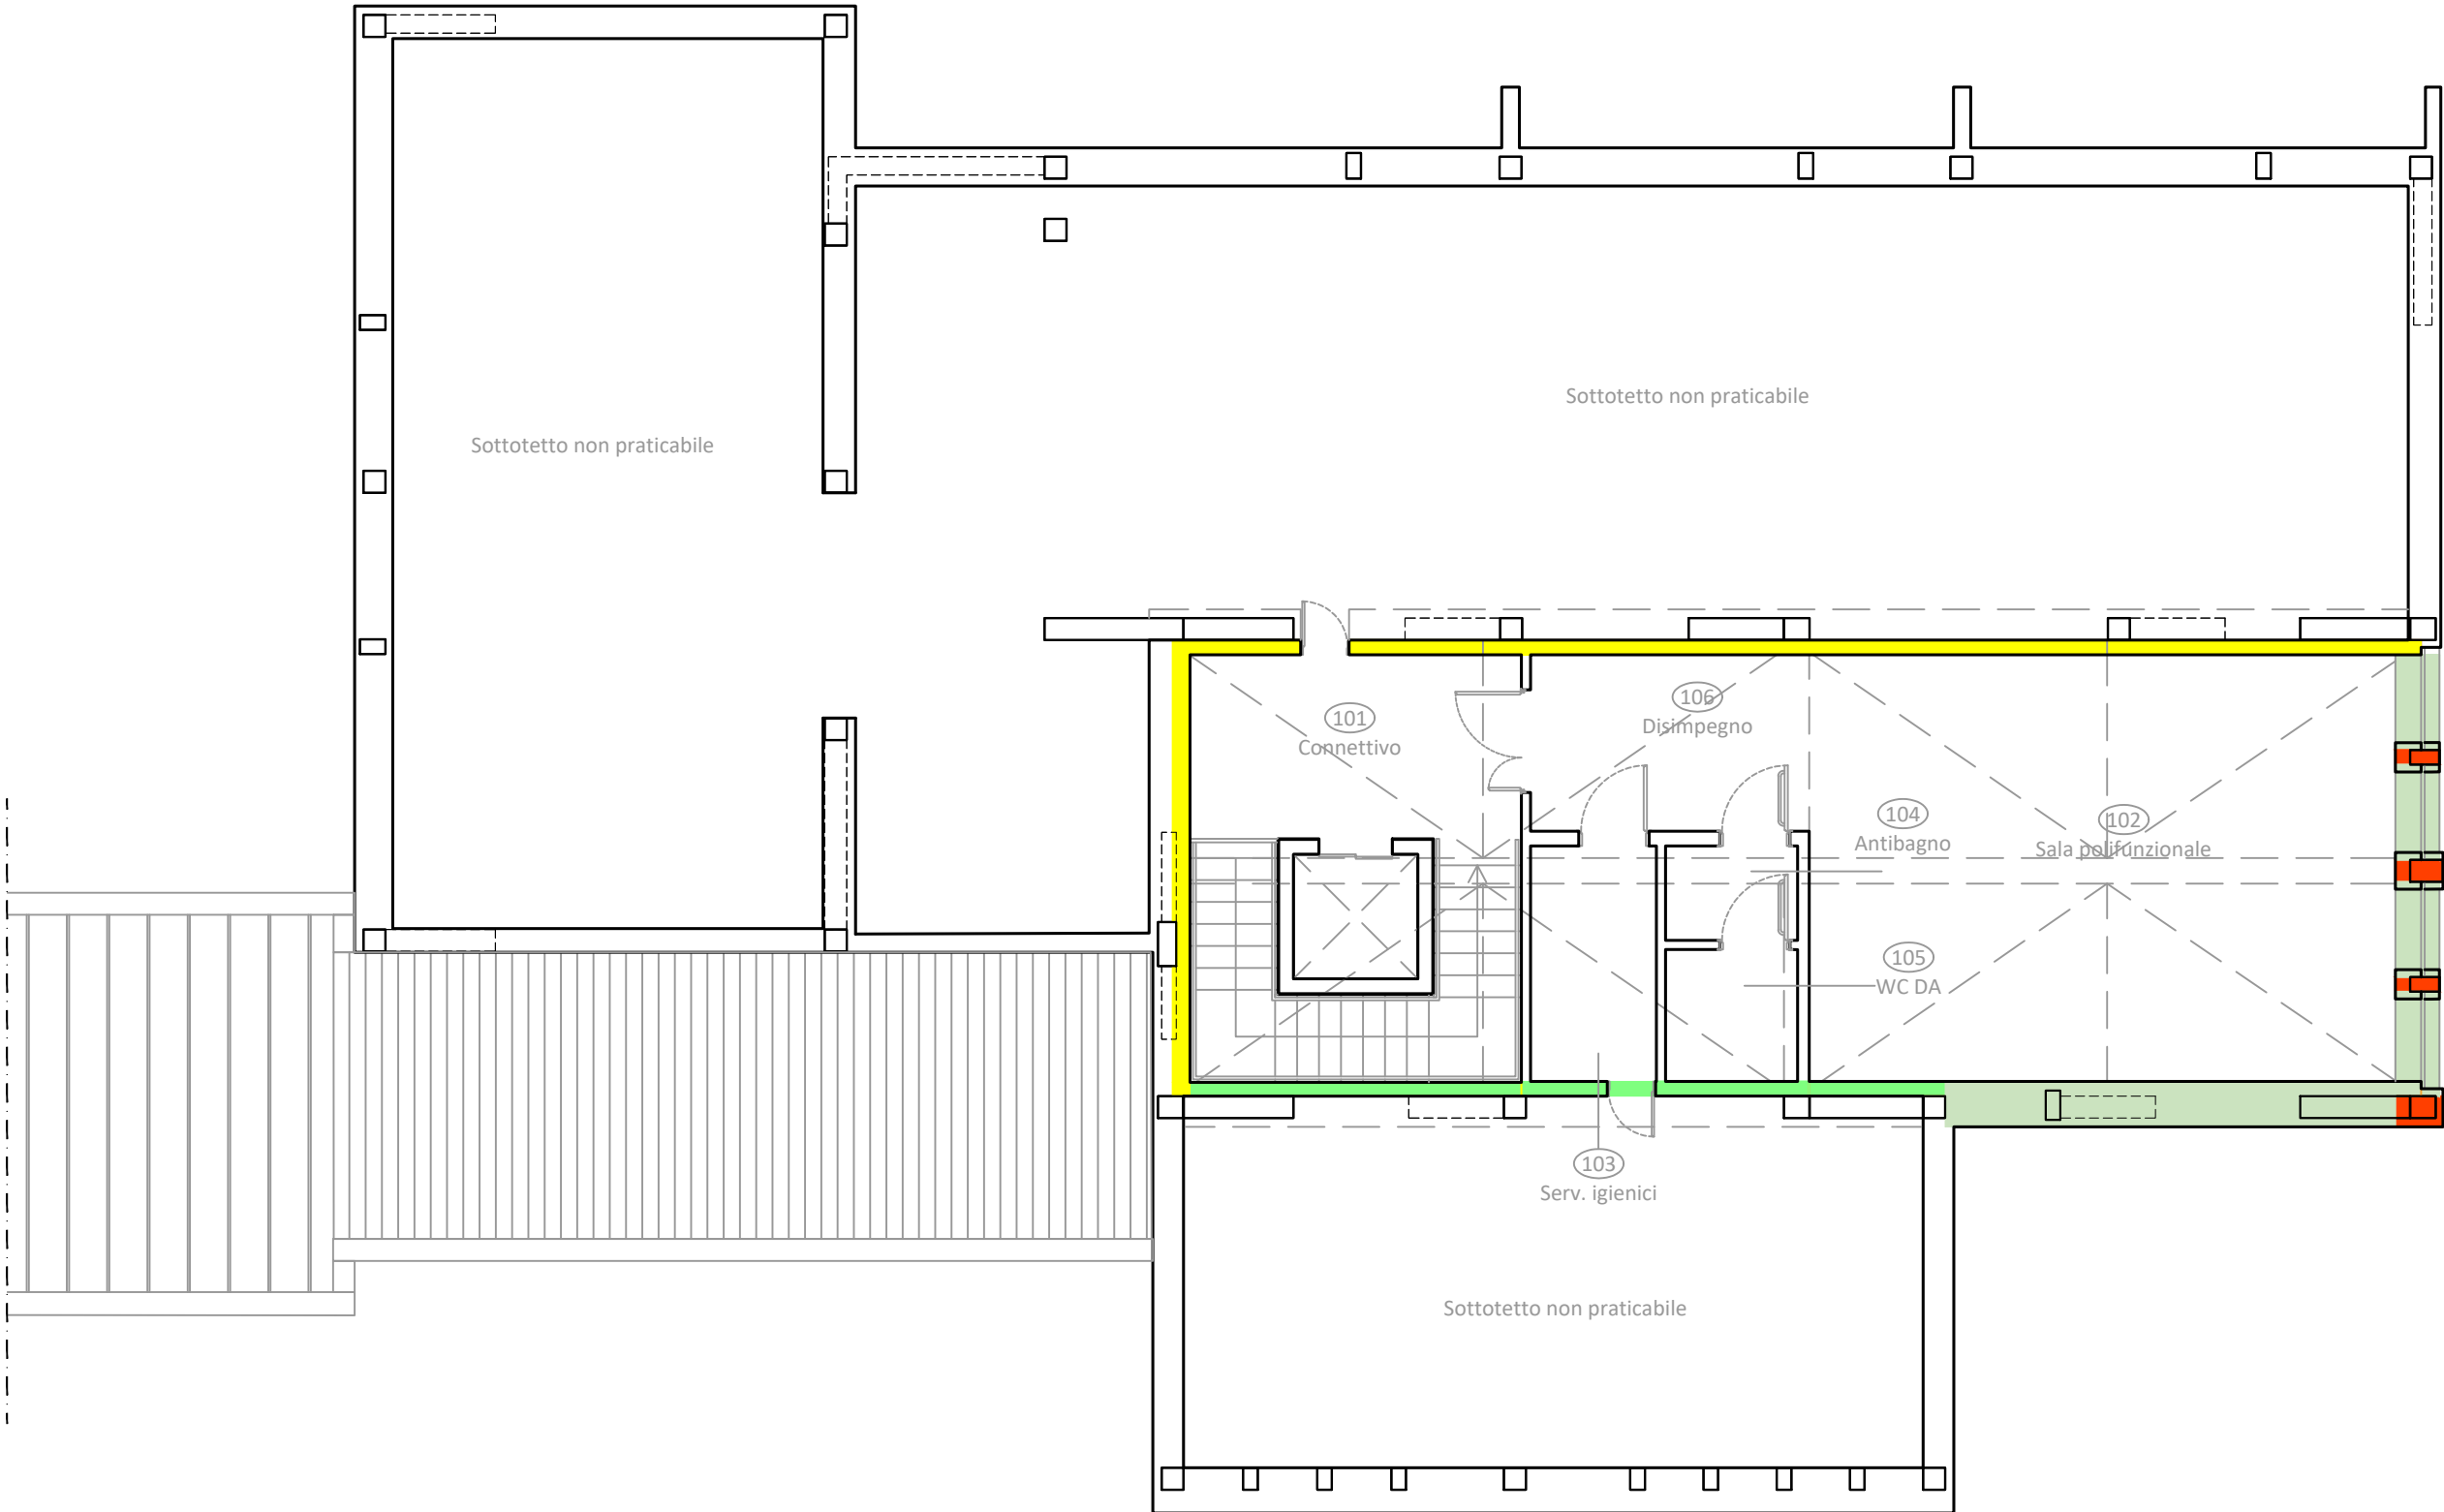 Sottotetto non praticabile
Sottotetto non praticabile
106
Disimpegno
101
Connettivo
104
Antibagno
102
Sala polifunzionale
105
WC DA
103
Serv. igienici
Sottotetto non praticabile